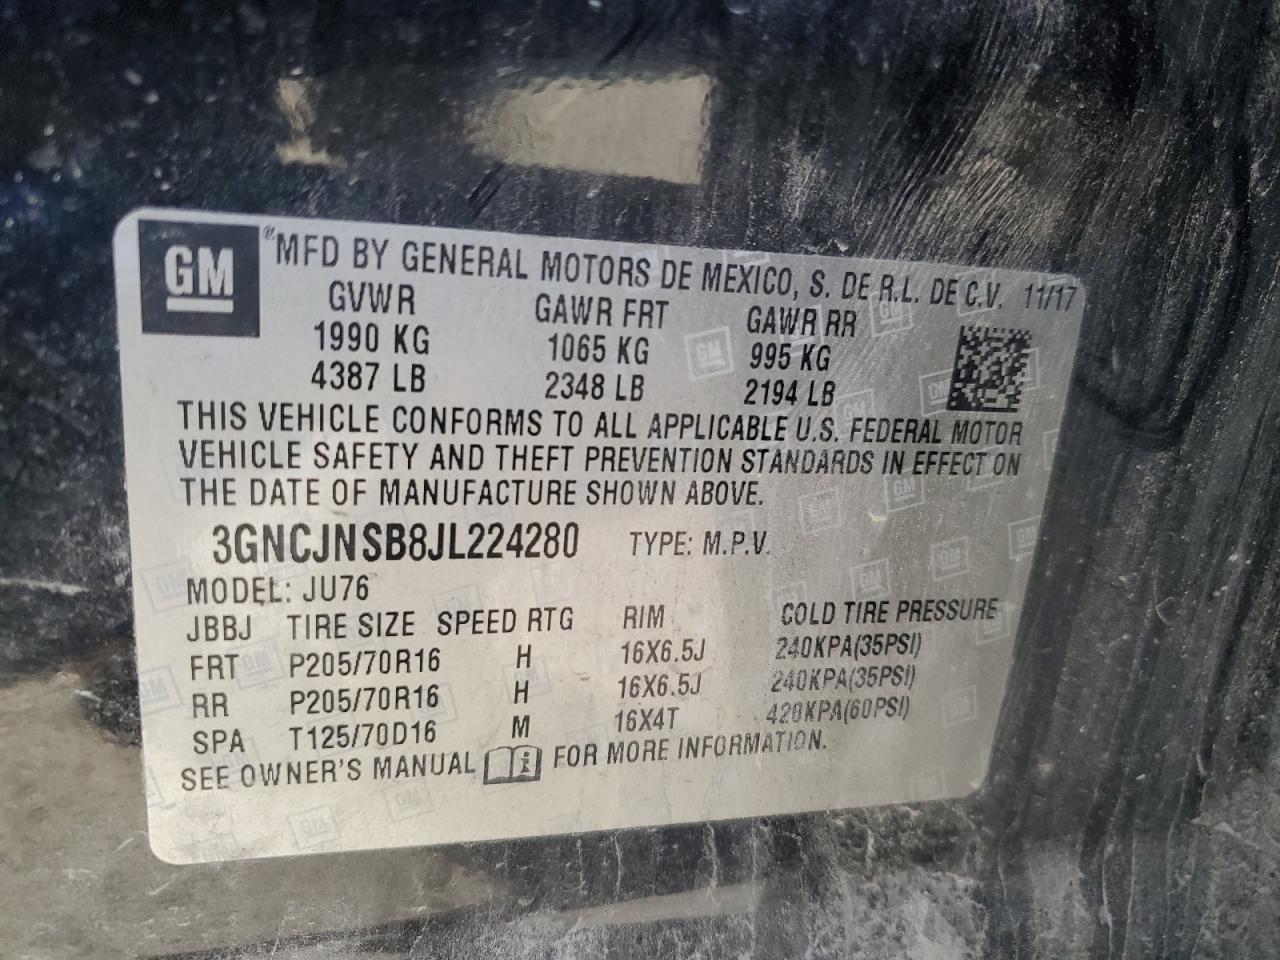 GM ®MFD BY GENERAL MOTORS DE MEXICO, S. DE R.L. DE C.V. 11/17
GVWR GAWR FRT GAWR RR
1990 KG 1065 KG 995 KG
4387 LB 2348 LB 2194 LB
THIS VEHICLE CONFORMS TO ALL APPLICABLE U.S. FEDERAL MOTOR
VEHICLE SAFETY AND THEFT PREVENTION STANDARDS IN EFFECT ON
THE DATE OF MANUFACTURE SHOWN ABOVE.
3GNCJNSB8JL224280 TYPE: M.P.V.
MODEL: JU76
JBBJ TIRE SIZE SPEED RTG RIM COLD TIRE PRESSURE
FRT P205/70R16 H 16X6.5J 240KPA(35PSI)
RR P205/70R16 H 16X6.5J 240KPA(35PSI)
SPA T125/70D16 M 16X4T 420KPA(60PSI)
SEE OWNER'S MANUAL i FOR MORE INFORMATION.